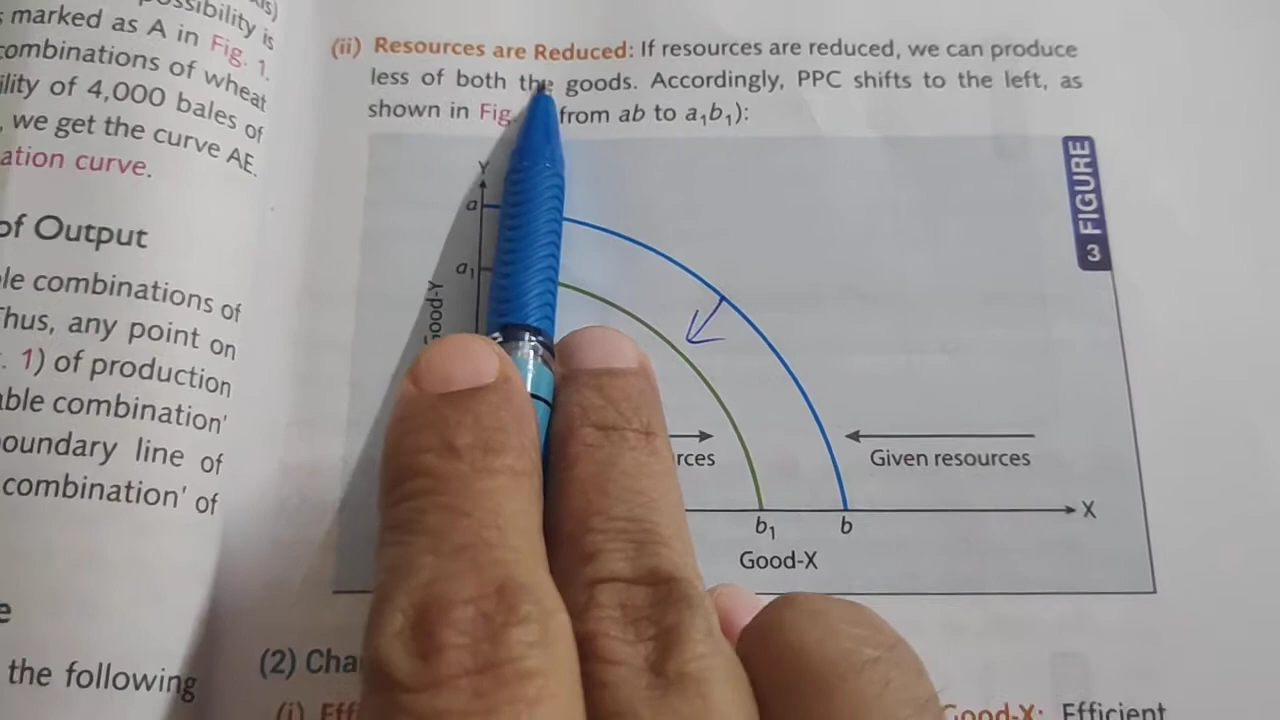 ossibility is
marked as A in Fig. 1.
combinations of wheat
ility of 4,000 bales of
, we get the curve AE.
ation curve.
of Output
le combinations of
Thus, any point on
. 1) of production
able combination'
oundary line of
combination' of
e
the following
(ii) Resources are Reduced: If resources are reduced, we can produce
less of both the goods. Accordingly, PPC shifts to the left, as
shown in Fig. from ab to a₁b₁):
3 FIGURE
Y
a
a₁
Good-Y
rces
Given resources
X
b₁ b
Good-X
(2) Cha
(i) Eff Good-X: Efficient